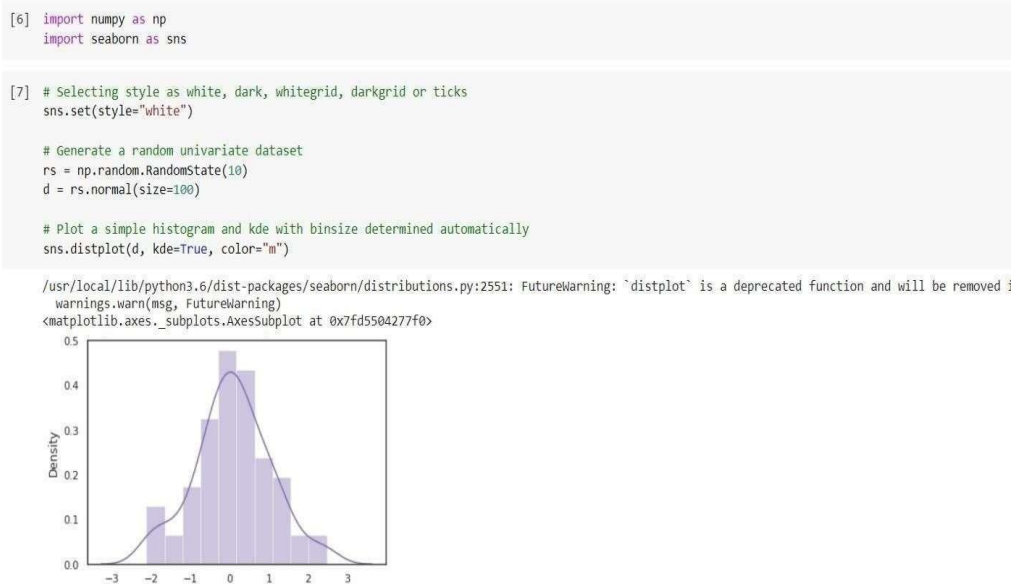 [6] import numpy as np
import seaborn as sns
[7] # Selecting style as white, dark, whitegrid, darkgrid or ticks
sns.set(style="white")
# Generate a random univariate dataset
rs = np.random.RandomState(10)
d = rs.normal(size=100)
# Plot a simple histogram and kde with binsize determined automatically
sns.distplot(d, kde=True, color="m")
/usr/local/lib/python3.6/dist-packages/seaborn/distributions.py:2551: FutureWarning: `distplot` is a deprecated function and will be removed i
warnings.warn(msg, FutureWarning)
<matplotlib.axes._subplots.AxesSubplot at 0x7fd5504277f0>
0.5
0.4
0.3
0.2
0.1
0.0
Density
−3 −2 −1 0 1 2 3